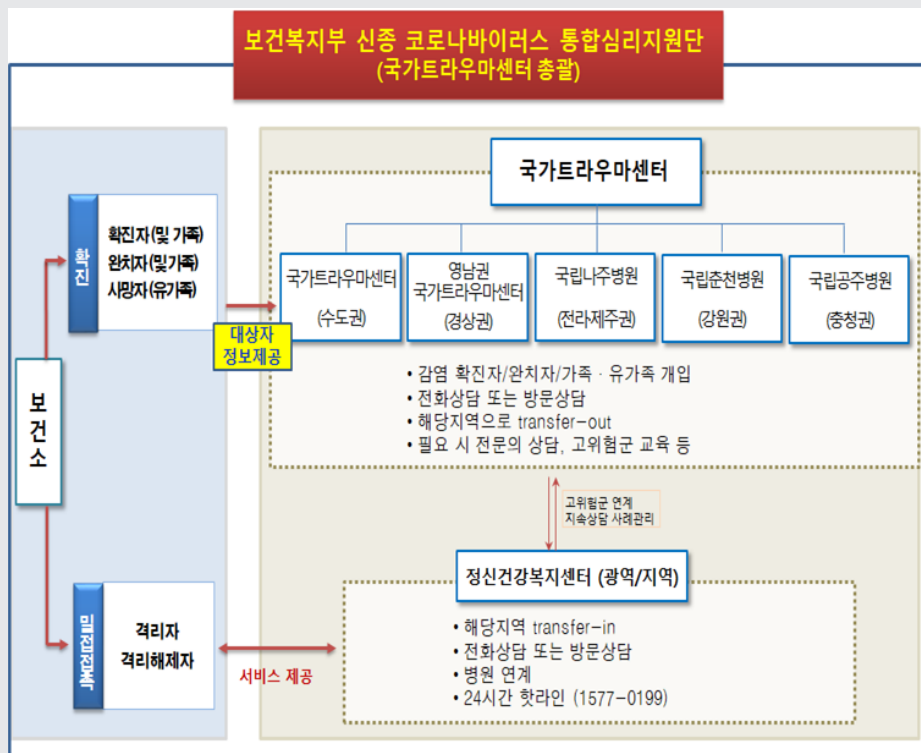 보건복지부 신종 코로나바이러스 통합심리지원단
(국가트라우마센터 총괄)
보건소
확진
확진자 (및 가족)
완치자 (및가족)
사망자 (유가족)
대상자
정보제공
국가트라우마센터
국가트라우마센터
(수도권)
영남권
국가트라우마센터
(경상권)
국립나주병원
(전라·제주권)
국립춘천병원
(강원권)
국립공주병원
(충청권)
• 감염 확진자/완치자/가족 · 유가족 개입
• 전화상담 또는 방문상담
• 해당지역으로 transfer-out
• 필요 시 전문의 상담, 고위험군 교육 등
고위험군 연계
지속상담 사례관리
정신건강복지센터 (광역/지역)
• 해당지역 transfer-in
• 전화상담 또는 방문상담
• 병원 연계
• 24시간 핫라인 (1577-0199)
밀접접촉
격리자
격리해제자
서비스 제공